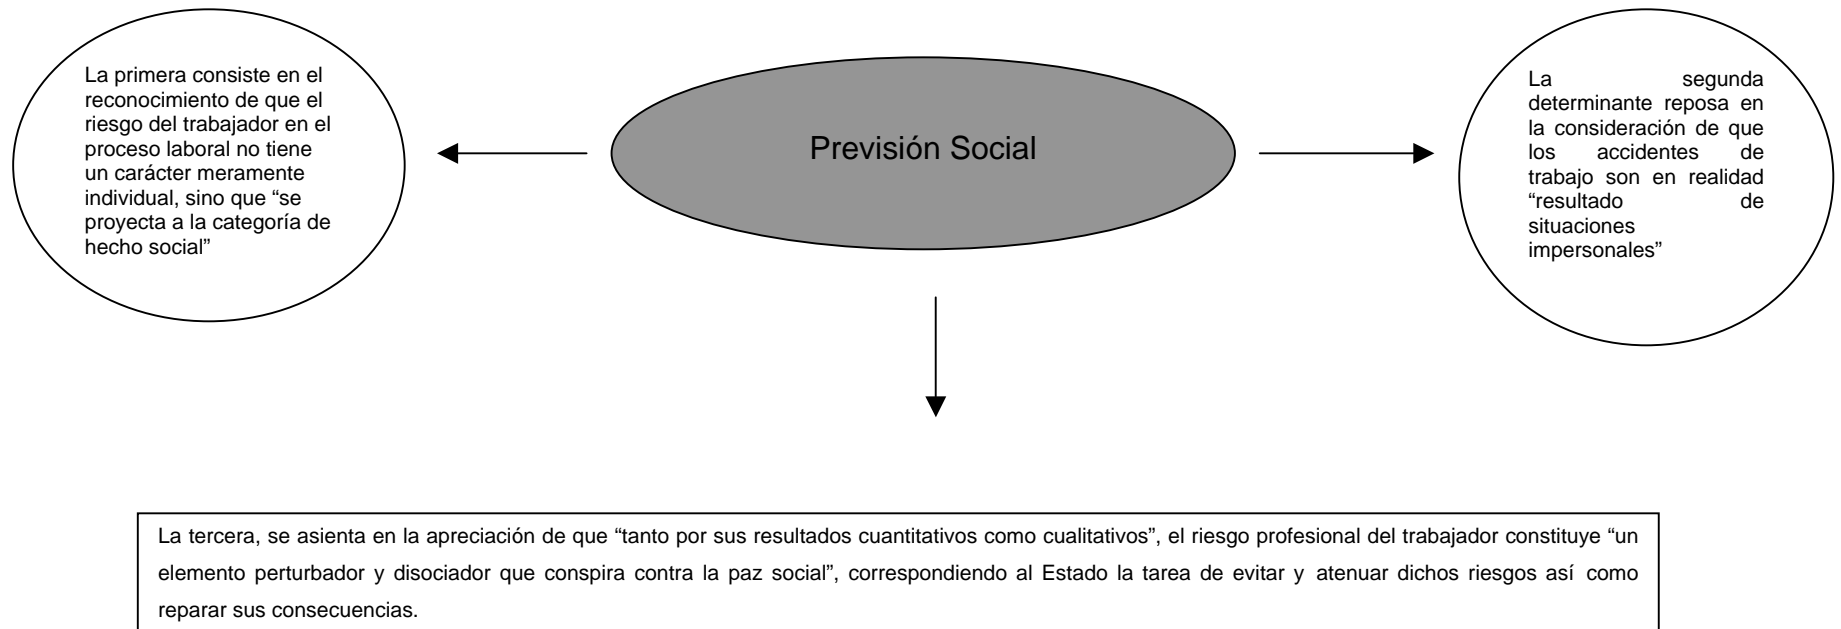 La primera consiste en el
reconocimiento de que el
riesgo del trabajador en el
proceso laboral no tiene
un carácter meramente
individual, sino que “se
proyecta a la categoría de
hecho social”
Previsión Social
La segunda
determinante reposa en
la consideración de que
los accidentes de
trabajo son en realidad
“resultado de
situaciones
impersonales”
La tercera, se asienta en la apreciación de que “tanto por sus resultados cuantitativos como cualitativos”, el riesgo profesional del trabajador constituye “un
elemento perturbador y disociador que conspira contra la paz social”, correspondiendo al Estado la tarea de evitar y atenuar dichos riesgos así como
reparar sus consecuencias.